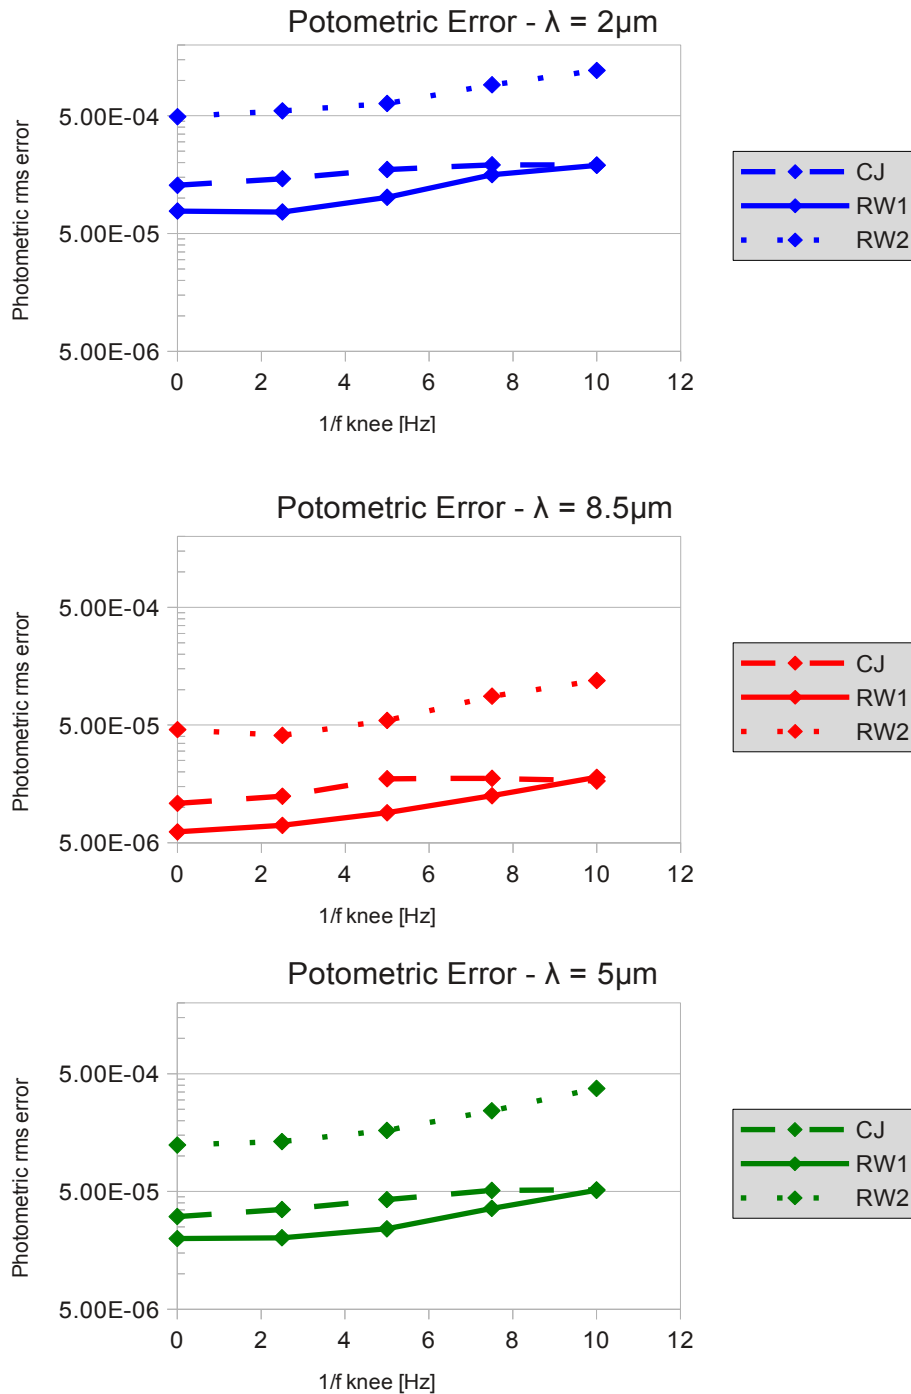 Potometric Error - λ = 2µm
Photometric rms error
5.00E-04
5.00E-05
5.00E-06
0 2 4 6 8 10 12
1/f knee [Hz]
CJ
RW1
RW2
Potometric Error - λ = 8.5µm
Photometric rms error
5.00E-04
5.00E-05
5.00E-06
0 2 4 6 8 10 12
1/f knee [Hz]
CJ
RW1
RW2
Potometric Error - λ = 5µm
Photometric rms error
5.00E-04
5.00E-05
5.00E-06
0 2 4 6 8 10 12
1/f knee [Hz]
CJ
RW1
RW2